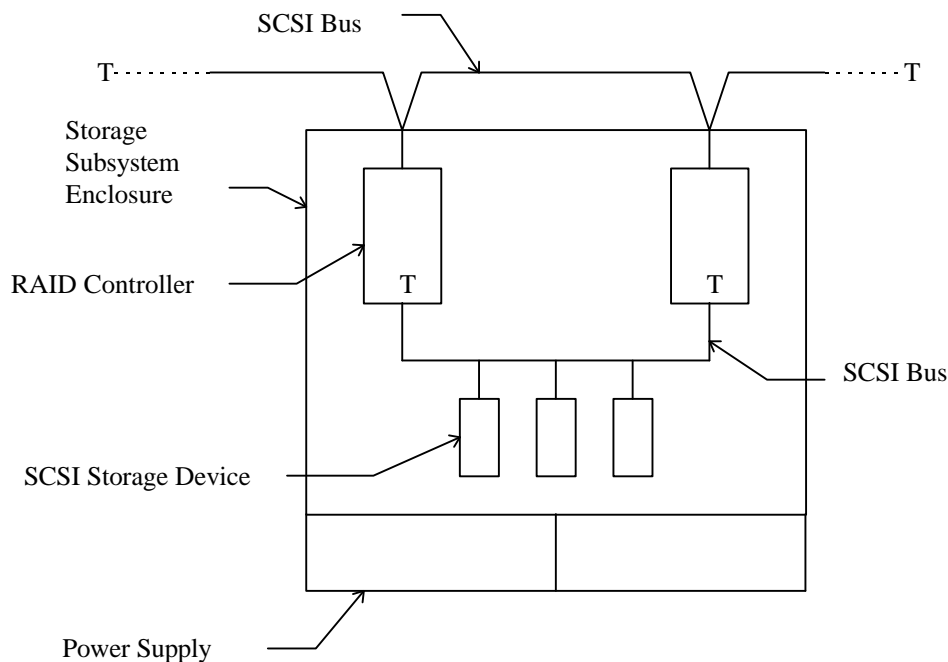 SCSI Bus
T
T
Storage
Subsystem
Enclosure
RAID Controller
T
T
SCSI Bus
SCSI Storage Device
Power Supply